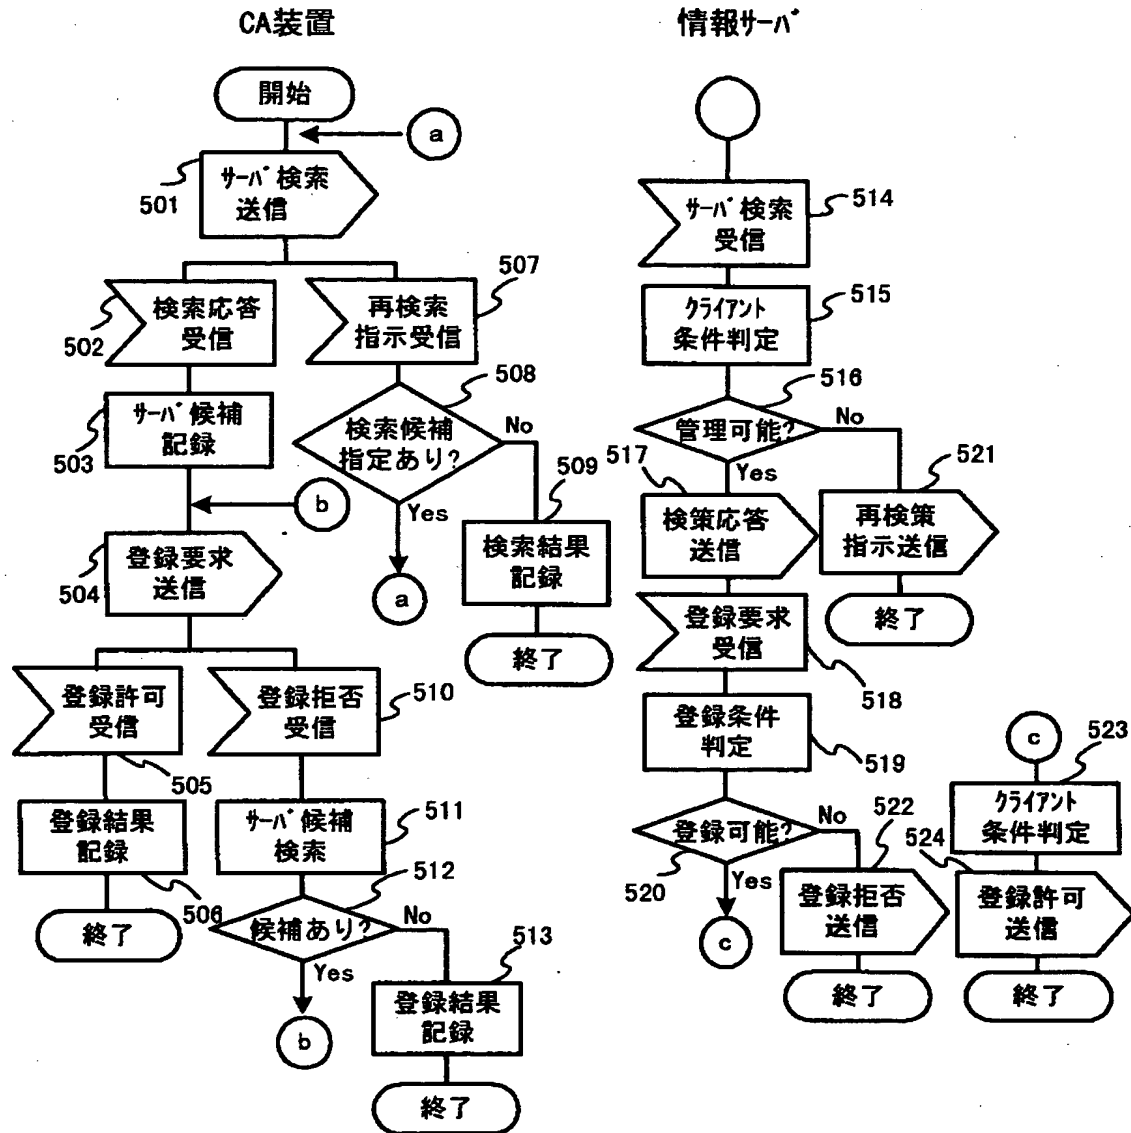 CA装置
開始
a
501
サーバ検索
送信
502
検索応答
受信
507
再検索
指示受信
503
サーバ候補
記録
508
検索候補
指定あり?
No
Yes
a
509
検索結果
記録
終了
b
504
登録要求
送信
登録許可
受信
505
登録拒否
受信
510
登録結果
記録
506
終了
サーバ候補
検索
511
512
候補あり?
No
Yes
b
513
登録結果
記録
終了
情報サーバ
サーバ検索
受信
514
クライアント
条件判定
515
516
管理可能?
No
Yes
517
検策応答
送信
521
再検策
指示送信
終了
登録要求
受信
518
登録条件
判定
519
登録可能?
520
No
Yes
c
522
登録拒否
送信
終了
c
523
クライアント
条件判定
524
登録許可
送信
終了